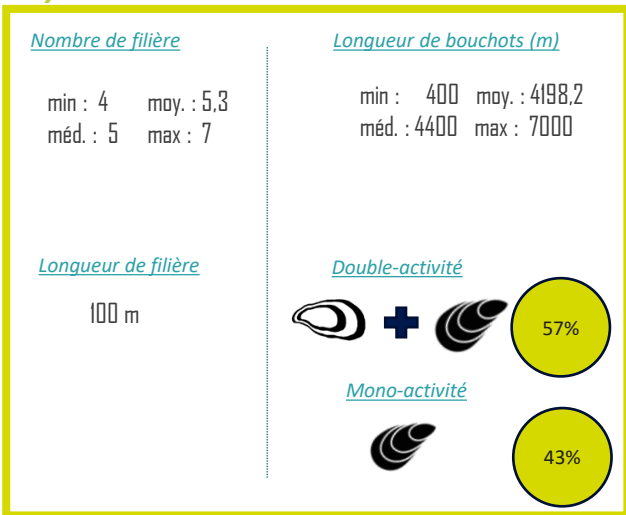 Nombre de filière
min : 4 moy. : 5,3
méd. : 5 max : 7
Longueur de bouchots (m)
min : 400 moy. : 4198,2
méd. : 4400 max : 7000
Longueur de filière
100 m
Double-activité
57%
Mono-activité
43%